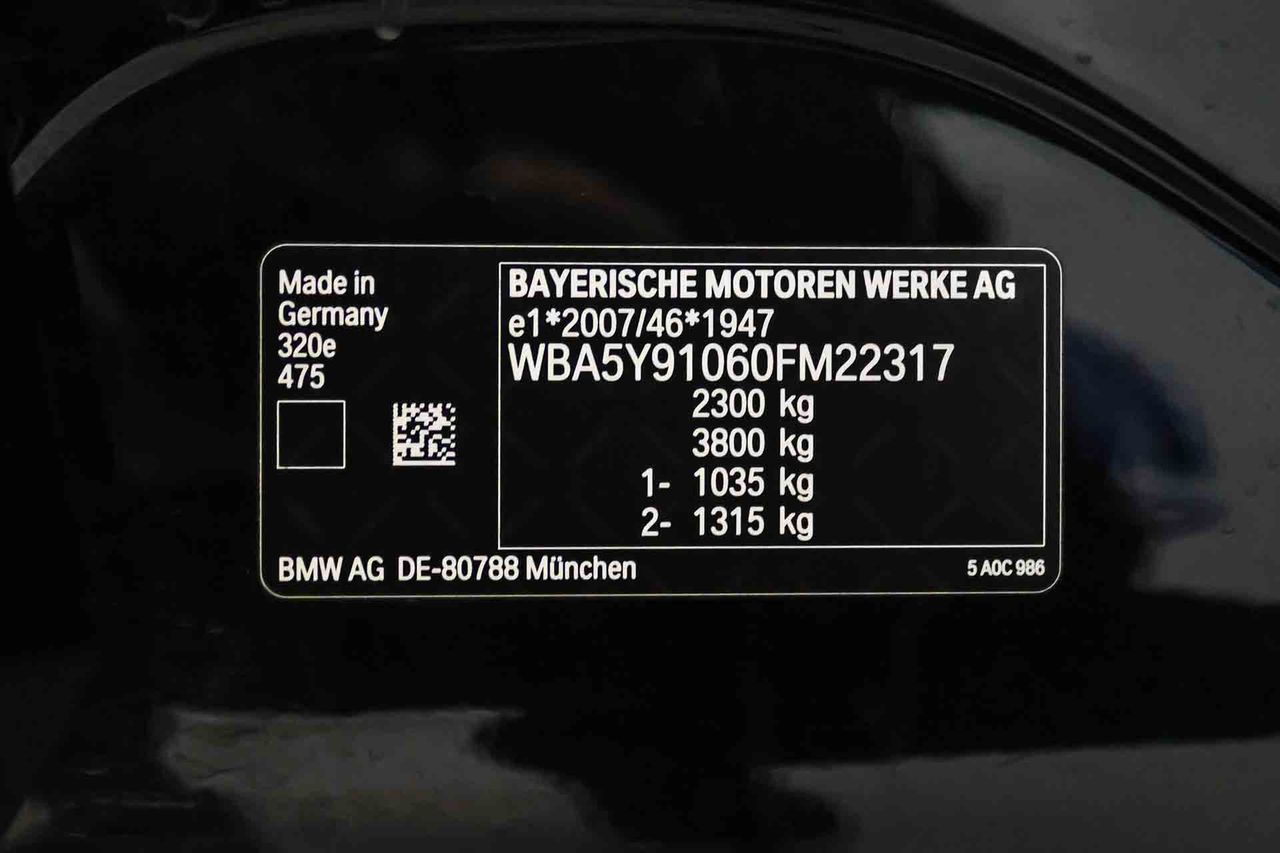 Made in
Germany
320e
475
BAYERISCHE MOTOREN WERKE AG
e1*2007/46*1947
WBA5Y91060FM22317
2300 kg
3800 kg
1- 1035 kg
2- 1315 kg
BMW AG DE-80788 München
5 A0C 986